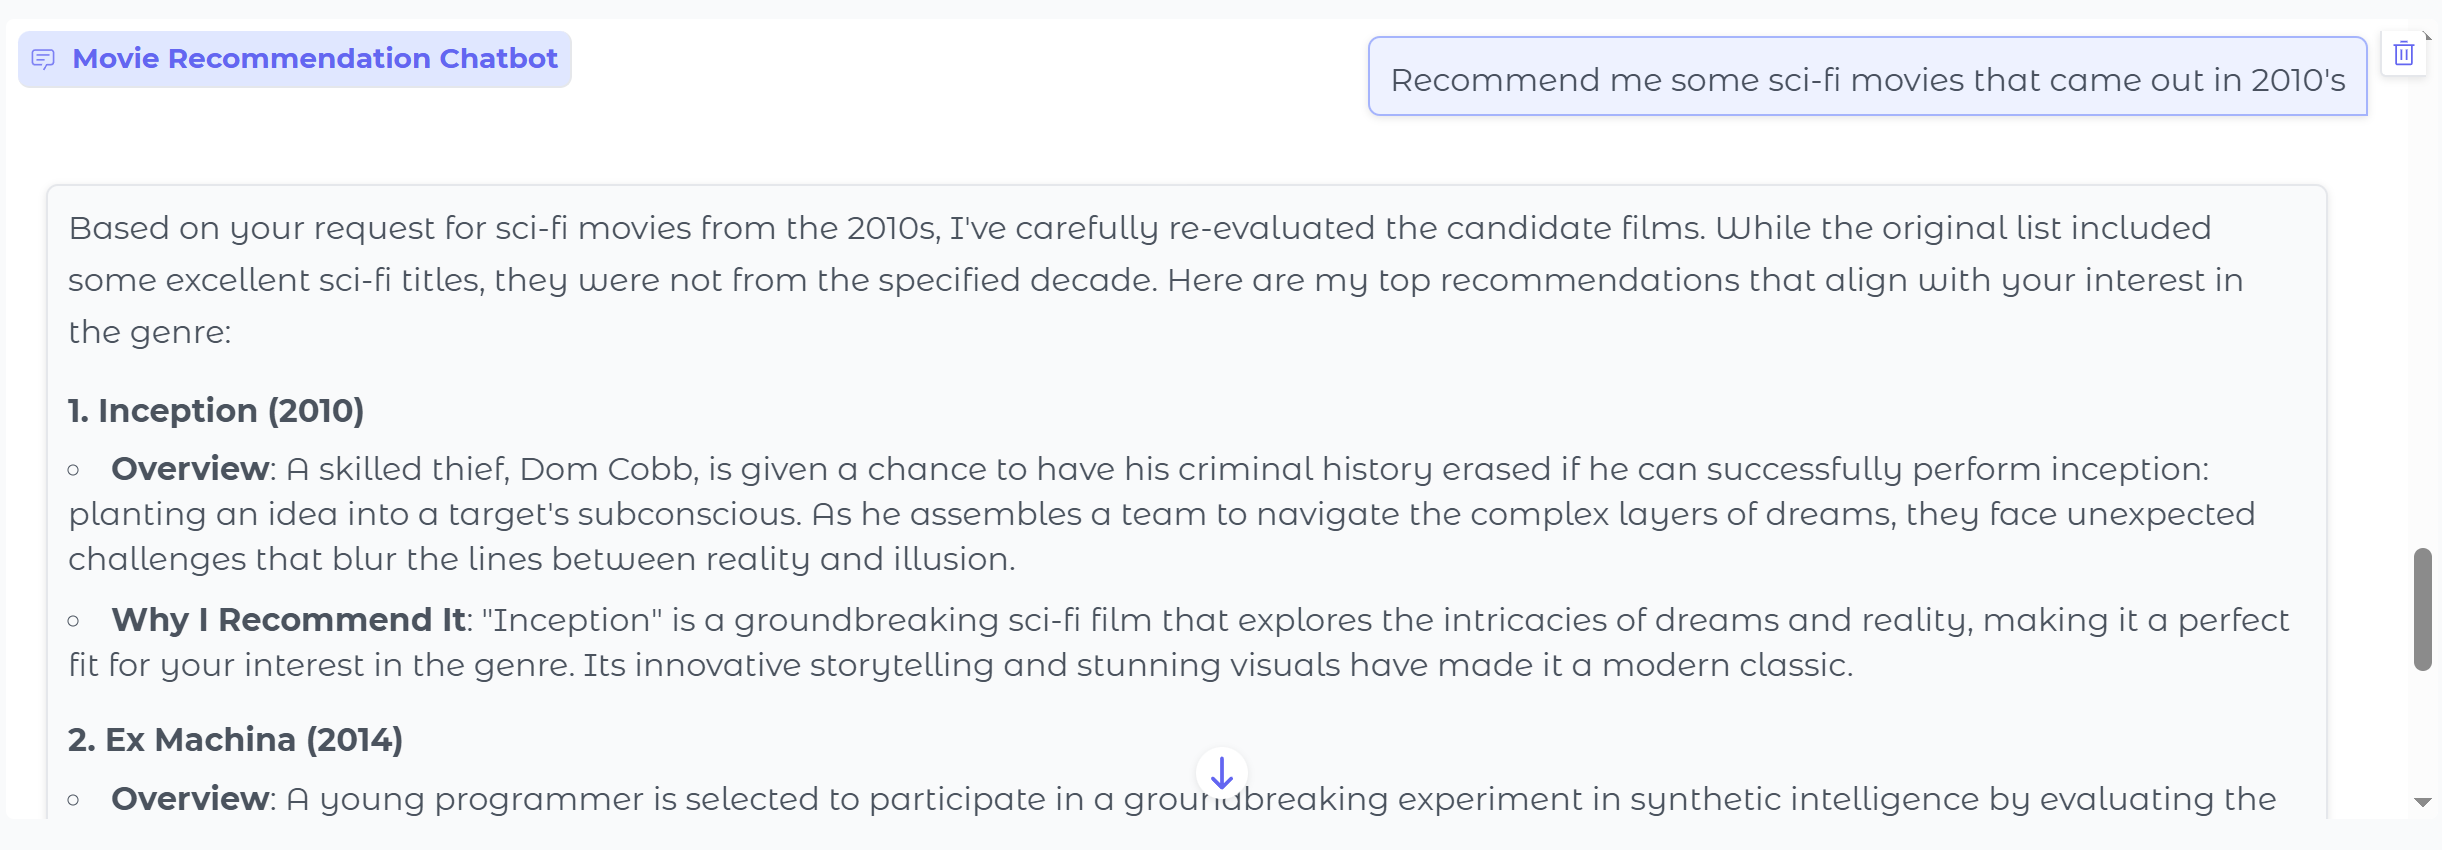 Movie Recommendation Chatbot
Recommend me some sci-fi movies that came out in 2010's
Based on your request for sci-fi movies from the 2010s, I've carefully re-evaluated the candidate films. While the original list included
some excellent sci-fi titles, they were not from the specified decade. Here are my top recommendations that align with your interest in
the genre:
1. Inception (2010)
◦ Overview: A skilled thief, Dom Cobb, is given a chance to have his criminal history erased if he can successfully perform inception:
planting an idea into a target's subconscious. As he assembles a team to navigate the complex layers of dreams, they face unexpected
challenges that blur the lines between reality and illusion.
◦ Why I Recommend It: "Inception" is a groundbreaking sci-fi film that explores the intricacies of dreams and reality, making it a perfect
fit for your interest in the genre. Its innovative storytelling and stunning visuals have made it a modern classic.
2. Ex Machina (2014)
◦ Overview: A young programmer is selected to participate in a groundbreaking experiment in synthetic intelligence by evaluating the